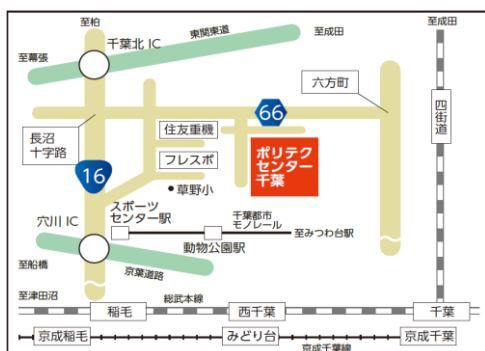 至柏
至成田
千葉北 IC
東関東道
至成田
至幕張
六方町
四街道
66
長沼
十字路
住友重機
フレスポ
ポリテク
センター
千葉
16
草野小
スポーツ
センター駅
穴川 IC
千葉都市
モノレール
至みつわ台駅
動物公園駅
至船橋
京葉道路
至津田沼
総武本線
稲毛
西千葉
千葉
京成稲毛
みどり台
京成千葉
京成千葉線